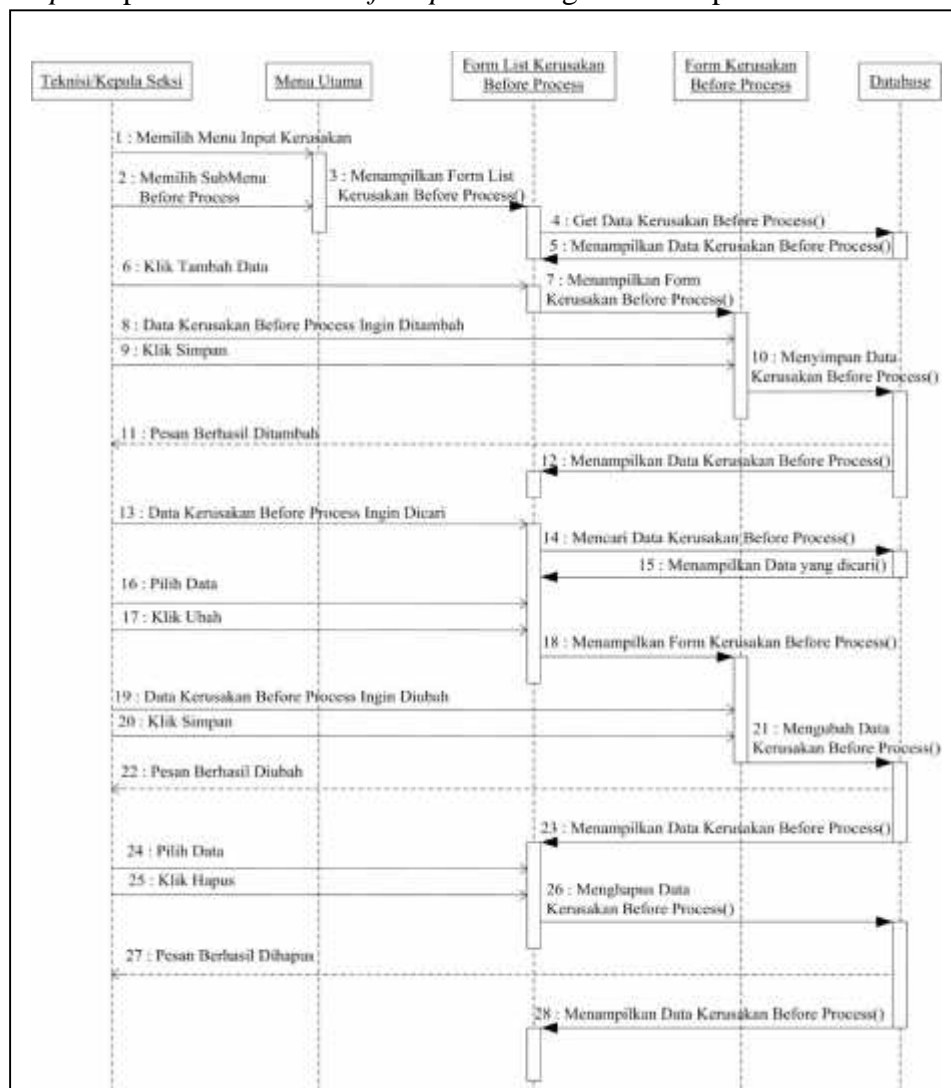 Teknisi/Kepala Seksi
Menu Utama
Form List Kerusakan
Before Process
Form Kerusakan
Before Process
Database
1 : Memilih Menu Input Kerusakan
2 : Memilih SubMenu
Before Process
3 : Menampilkan Form List
Kerusakan Before Process()
4 : Get Data Kerusakan Before Process()
5 : Menampilkan Data Kerusakan Before Process()
6 : Klik Tambah Data
7 : Menampilkan Form
Kerusakan Before Process()
8 : Data Kerusakan Before Process Ingin Ditambah
9 : Klik Simpan
10 : Menyimpan Data
Kerusakan Before Process()
11 : Pesan Berhasil Ditambah
12 : Menampilkan Data Kerusakan Before Process()
13 : Data Kerusakan Before Process Ingin Dicari
14 : Mencari Data Kerusakan Before Process()
15 : Menampilkan Data yang dicari()
16 : Pilih Data
17 : Klik Ubah
18 : Menampilkan Form Kerusakan Before Process()
19 : Data Kerusakan Before Process Ingin Diubah
20 : Klik Simpan
21 : Mengubah Data
Kerusakan Before Process()
22 : Pesan Berhasil Diubah
23 : Menampilkan Data Kerusakan Before Process()
24 : Pilih Data
25 : Klik Hapus
26 : Menghapus Data
Kerusakan Before Process()
27 : Pesan Berhasil Dihapus
28 : Menampilkan Data Kerusakan Before Process()